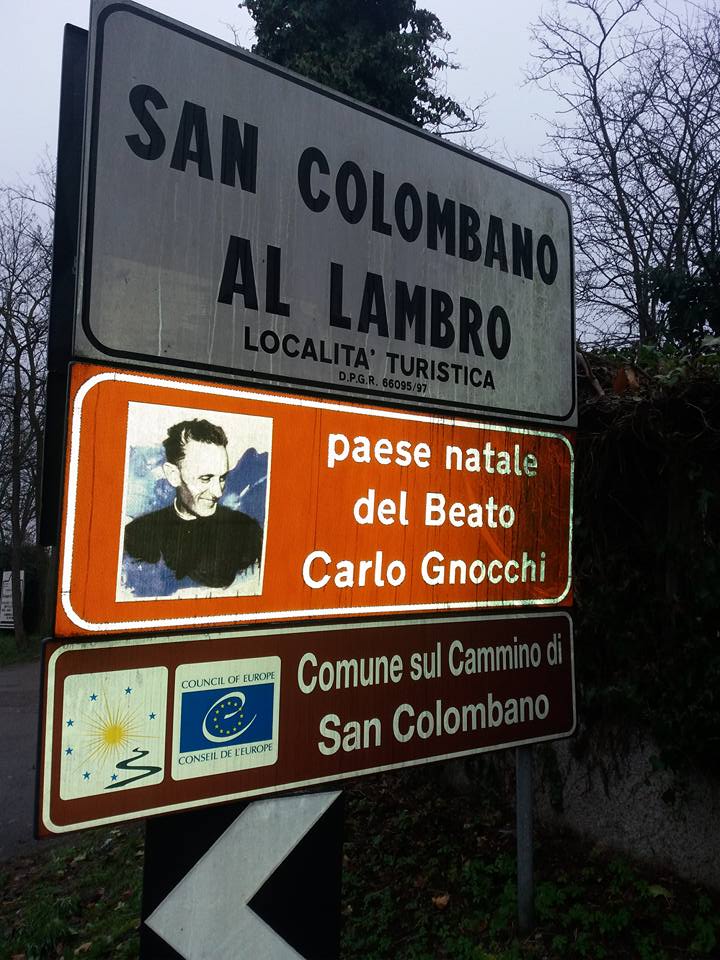 SAN COLOMBANO
AL LAMBRO
LOCALITA' TURISTICA
D.P.G.R. 66095/97
paese natale
del Beato
Carlo Gnocchi
COUNCIL OF EUROPE
CONSEIL DE L'EUROPE
Comune sul Cammino di
San Colombano